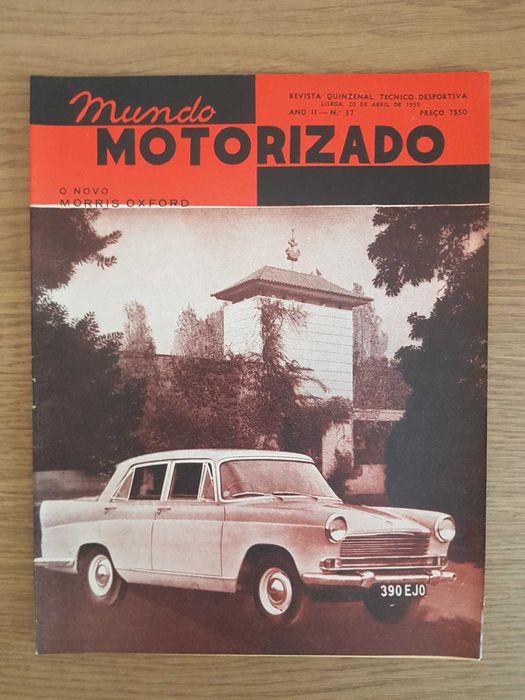 Mundo
MOTORIZADO
REVISTA QUINZENAL TECNICO-DESPORTIVA
LISBOA, 20 DE ABRIL DE 1959
ANO II — N.º 37 PREÇO 7$50
O NOVO
MORRIS OXFORD
390 EJO